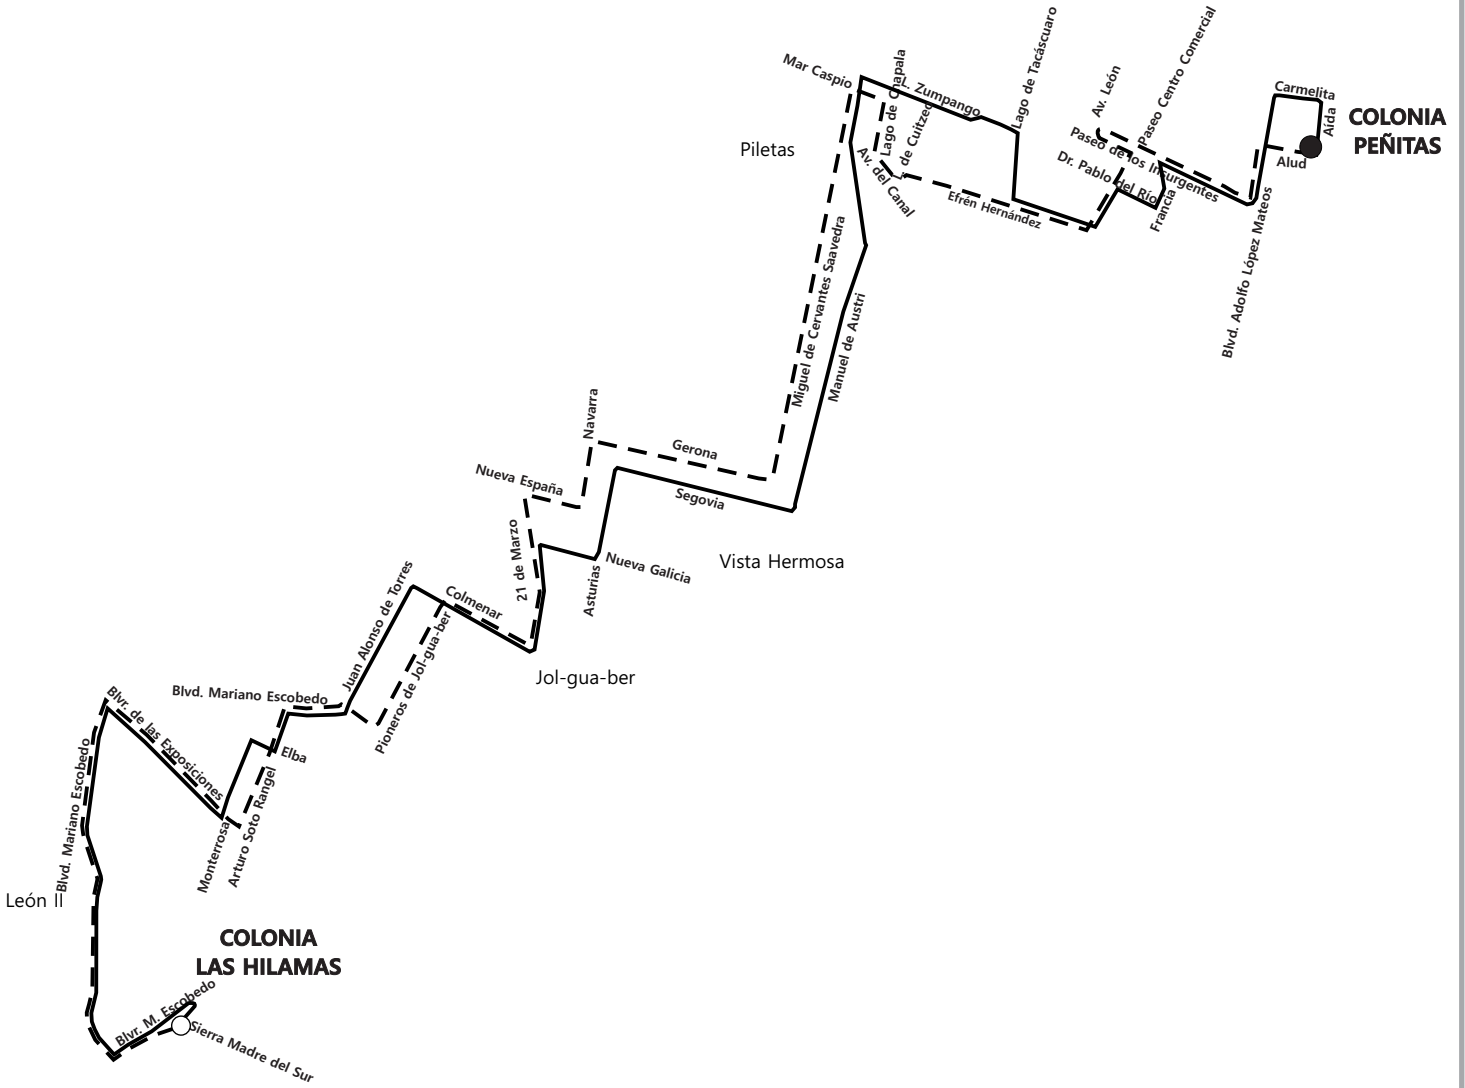 Lago de Tacáscuaro
Paseo Centro Comercial
Mar Caspio
Lago de Chapala
L. Zumpango
Av. León
Carmelita
Aída
COLONIA
PEÑITAS
L. de Cuitzeo
Piletas
Av. del Canal
Paseo de los Insurgentes
Dr. Pablo del Río
Alud
Efrén Hernández
Francia
Blvd. Adolfo López Mateos
Miguel de Cervantes Saavedra
Manuel de Austri
Navarra
Gerona
Nueva España
Segovia
21 de Marzo
Vista Hermosa
Nueva Galicia
Asturias
Juan Alonso de Torres
Colmenar
Pioneros de Jol-gua-ber
Jol-gua-ber
Blvd. Mariano Escobedo
Blvr. de las Exposiciones
Elba
Blvd. Mariano Escobedo
Monterrosa
Arturo Soto Rangel
León II
COLONIA
LAS HILAMAS
Blvr. M. Escobedo
Sierra Madre del Sur